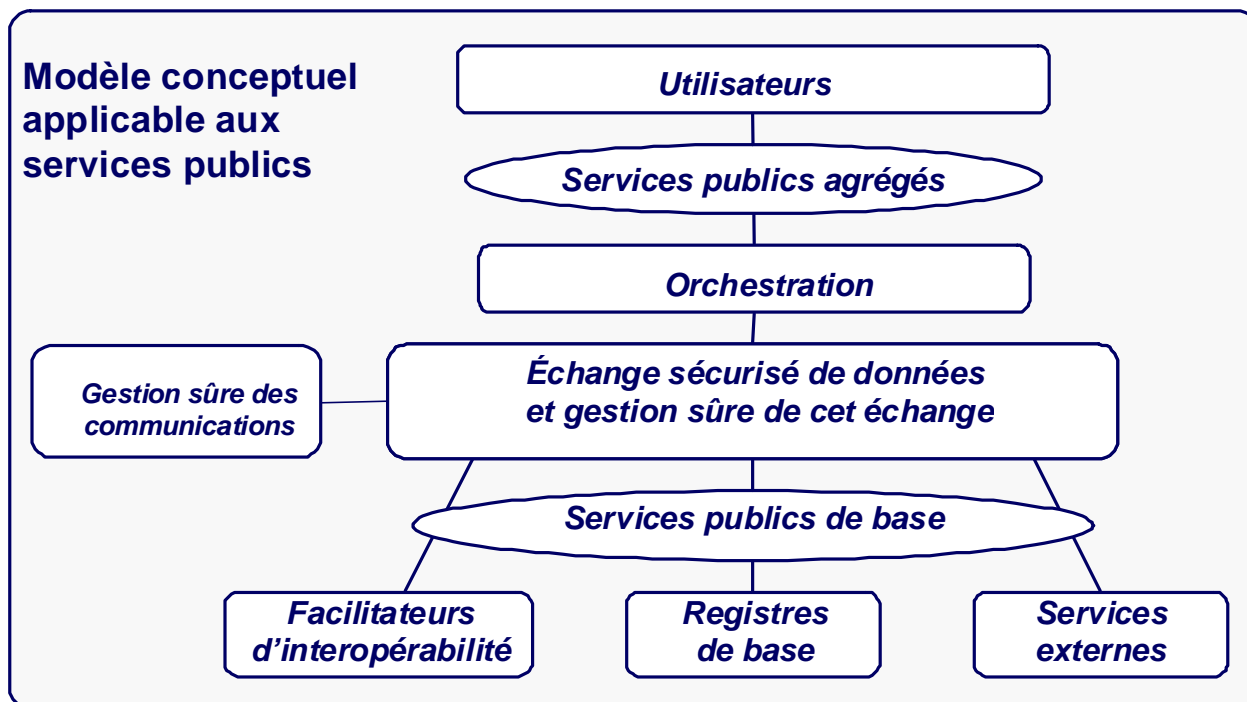 Modèle conceptuel
applicable aux
services publics
Utilisateurs
Services publics agrégés
Orchestration
Gestion sûre des
communications
Échange sécurisé de données
et gestion sûre de cet échange
Services publics de base
Facilitateurs
d’interopérabilité
Registres
de base
Services
externes